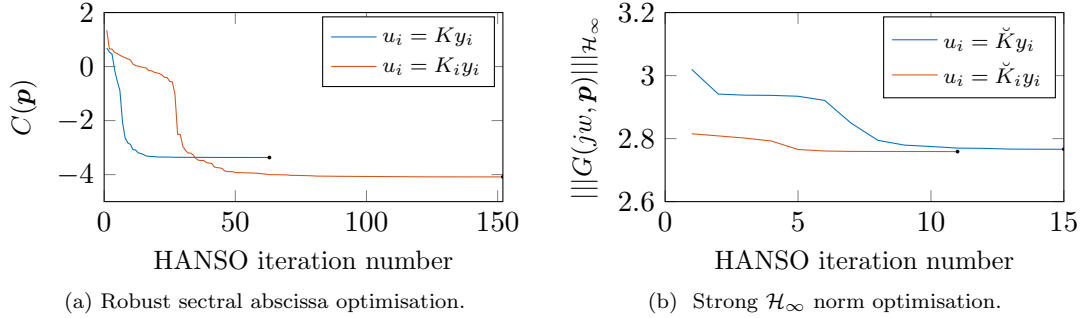 2
0
−2
−4
C(p)
0
50
100
150
HANSO iteration number
u_i = Ky_i
u_i = K_iy_i
(a) Robust sectral abscissa optimisation.
3.2
3
2.8
2.6
|||G(jw, p)|||_{ℋ_∞}
0
5
10
15
HANSO iteration number
u_i = K̆y_i
u_i = K̆_iy_i
(b) Strong ℋ_∞ norm optimisation.